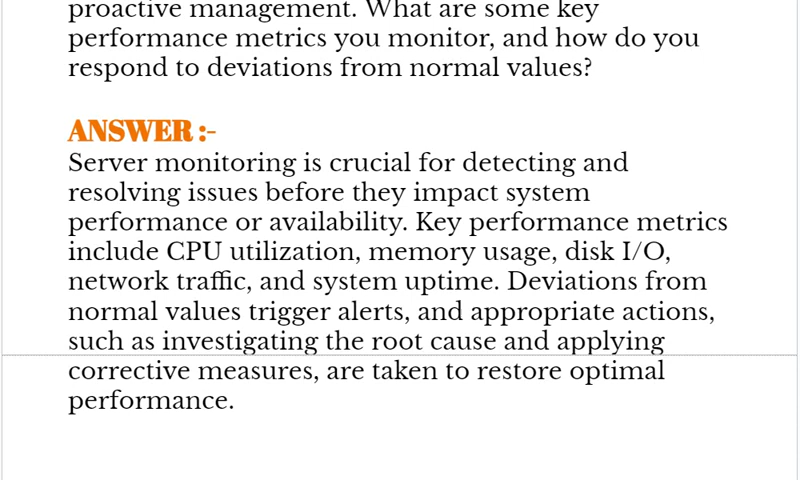 proactive management. What are some key
performance metrics you monitor, and how do you
respond to deviations from normal values?
ANSWER :-
Server monitoring is crucial for detecting and
resolving issues before they impact system
performance or availability. Key performance metrics
include CPU utilization, memory usage, disk I/O,
network traffic, and system uptime. Deviations from
normal values trigger alerts, and appropriate actions,
such as investigating the root cause and applying
corrective measures, are taken to restore optimal
performance.